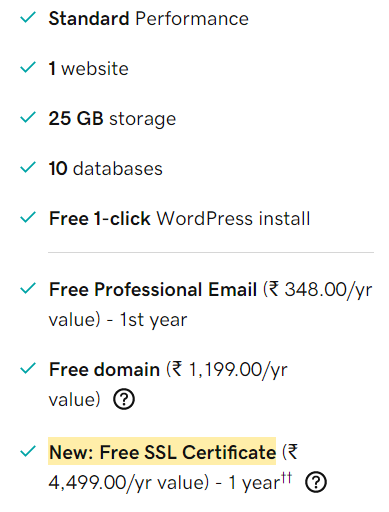 Standard Performance
1 website
25 GB storage
10 databases
Free 1-click WordPress install
Free Professional Email (₹ 348.00/yr
value) - 1st year
Free domain (₹ 1,199.00/yr
value) ?
New: Free SSL Certificate (₹
4,499.00/yr value) - 1 year†† ?